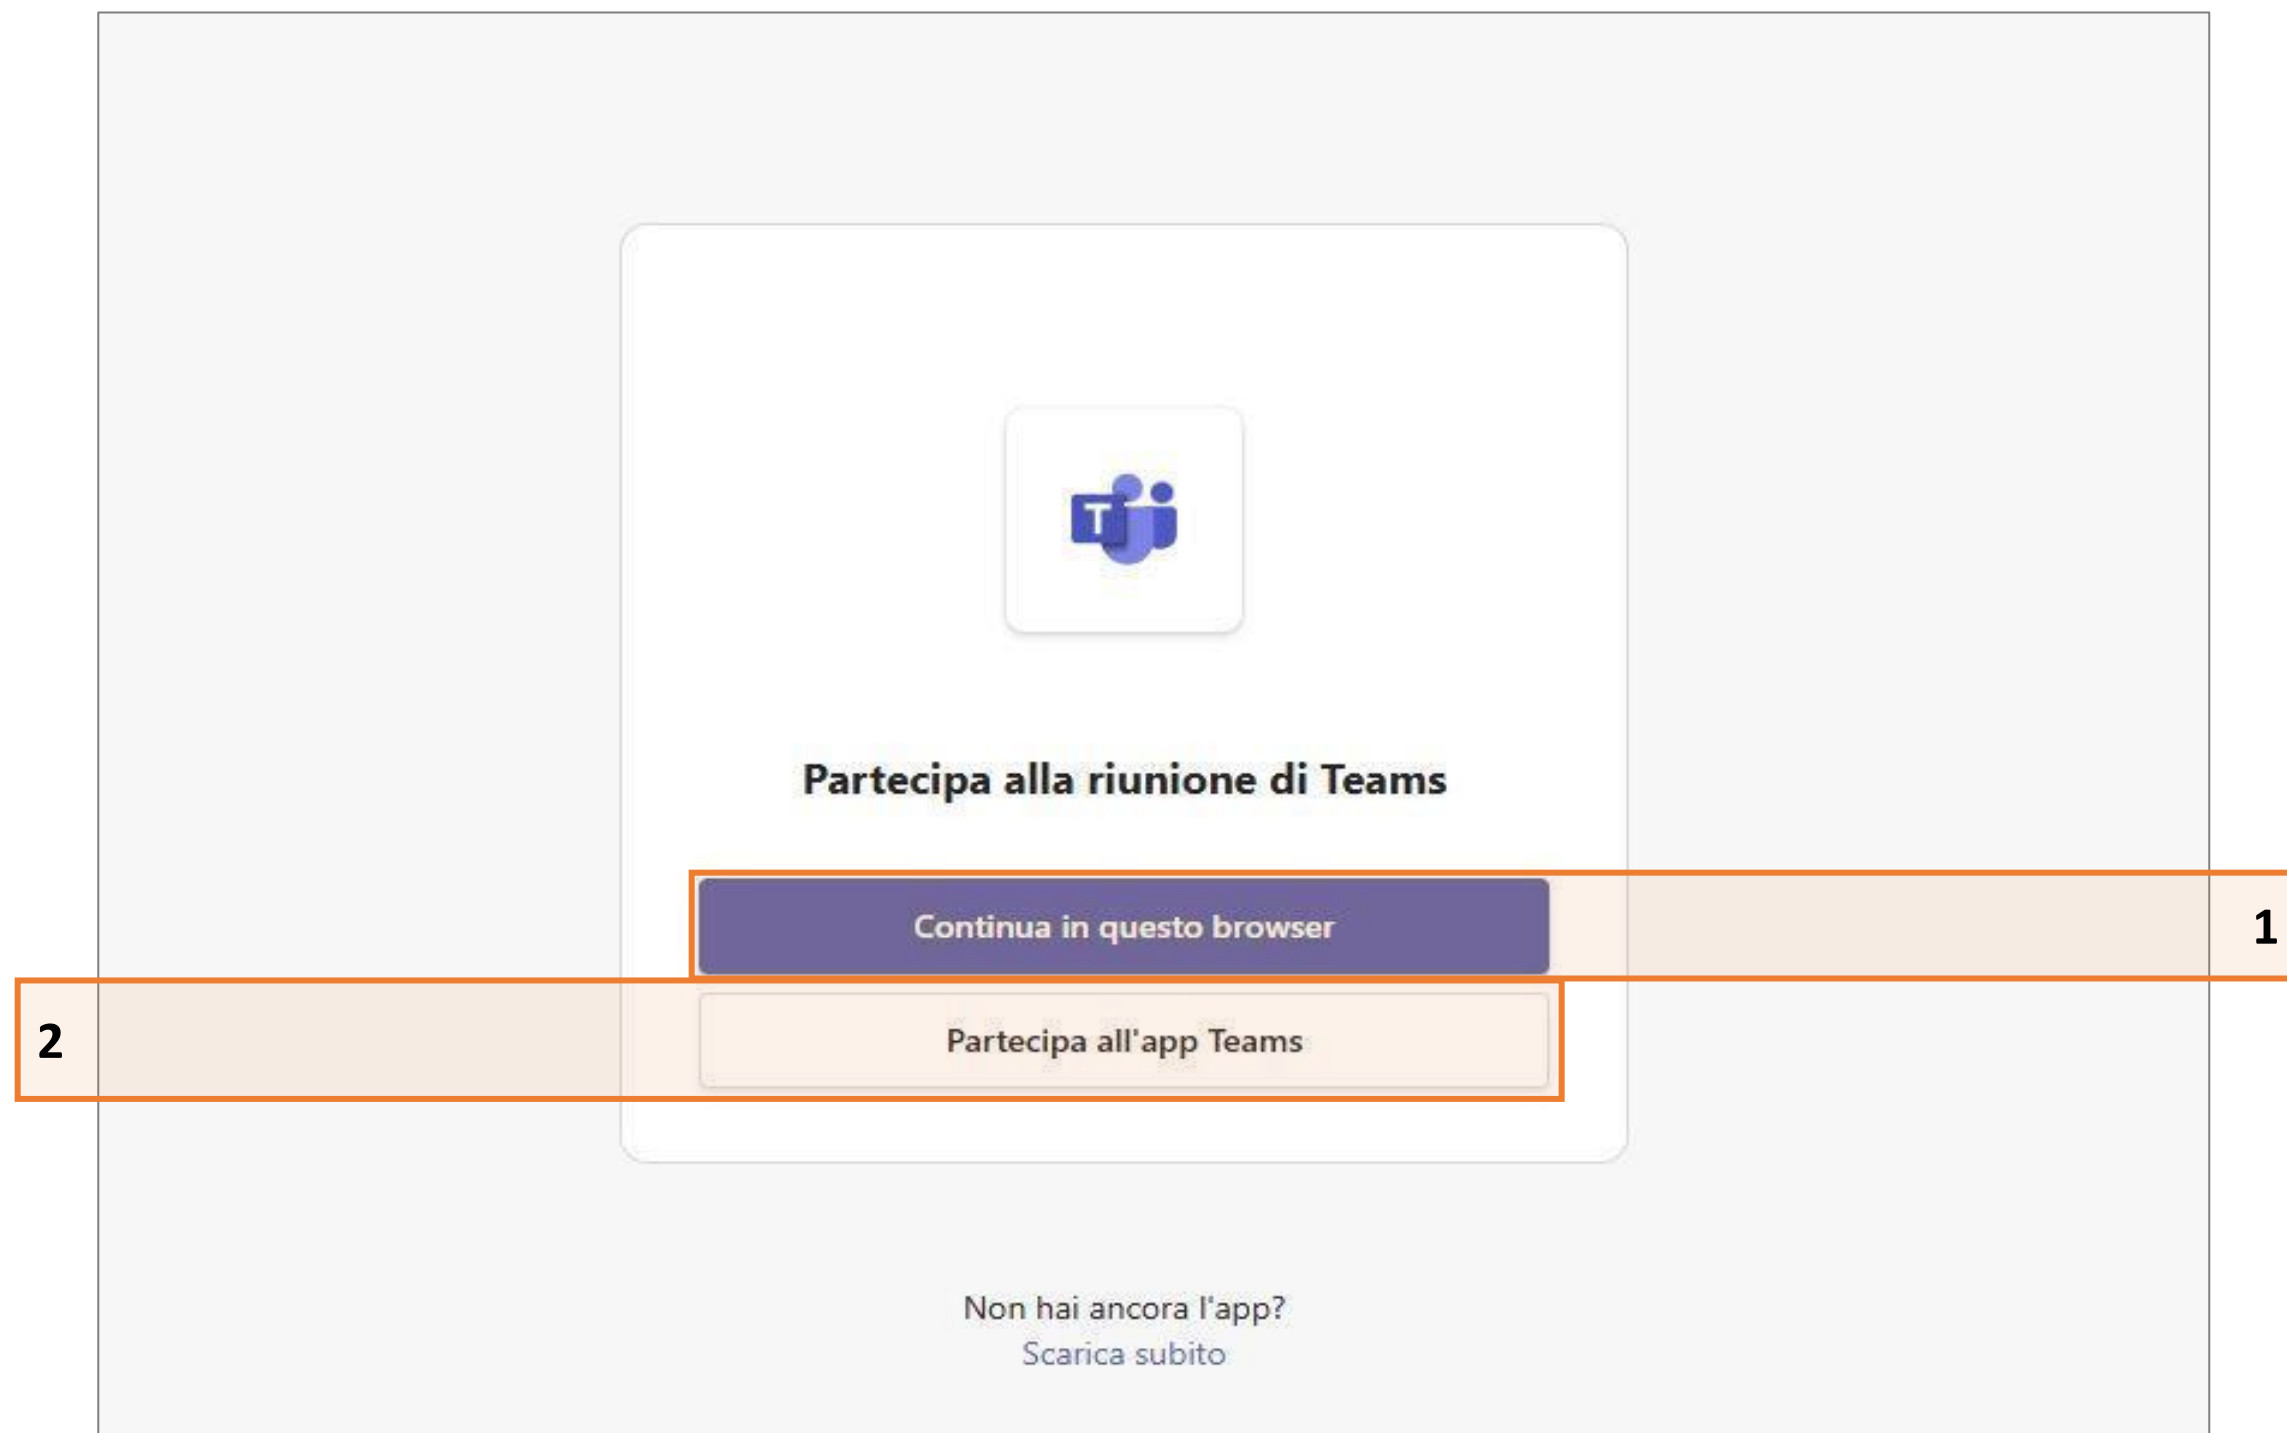 T
Partecipa alla riunione di Teams
Continua in questo browser
1
2
Partecipa all'app Teams
Non hai ancora l'app?
Scarica subito